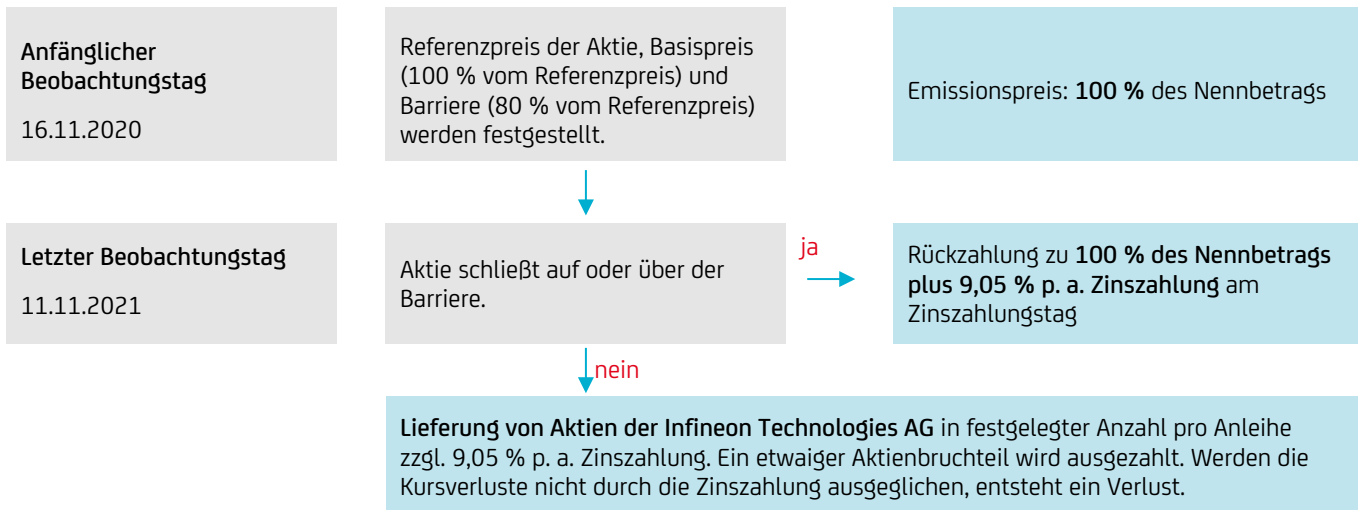 Anfänglicher
Beobachtungstag
16.11.2020
Referenzpreis der Aktie, Basispreis
(100 % vom Referenzpreis) und
Barriere (80 % vom Referenzpreis)
werden festgestellt.
Emissionspreis: 100 % des Nennbetrags
Letzter Beobachtungstag
11.11.2021
Aktie schließt auf oder über der
Barriere.
ja
Rückzahlung zu 100 % des Nennbetrags
plus 9,05 % p. a. Zinszahlung am
Zinszahlungstag
nein
Lieferung von Aktien der Infineon Technologies AG in festgelegter Anzahl pro Anleihe
zzgl. 9,05 % p. a. Zinszahlung. Ein etwaiger Aktienbruchteil wird ausgezahlt. Werden die
Kursverluste nicht durch die Zinszahlung ausgeglichen, entsteht ein Verlust.